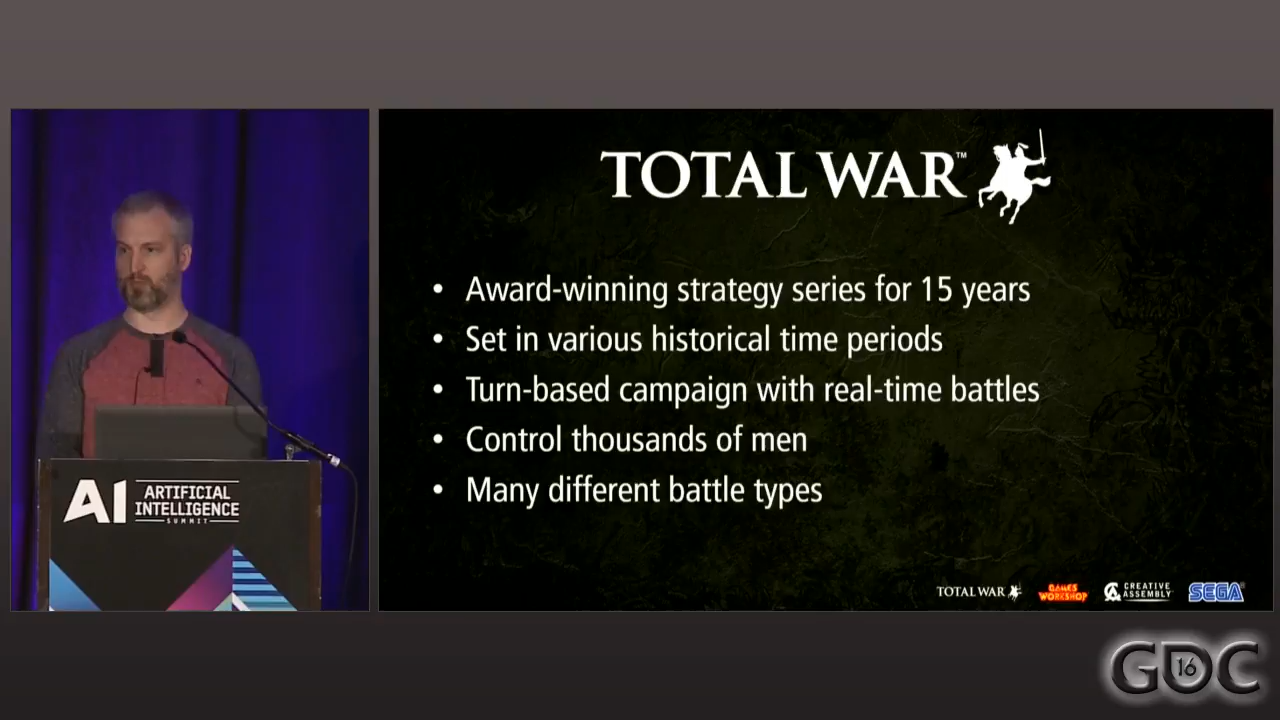 TOTAL WAR™
• Award-winning strategy series for 15 years
• Set in various historical time periods
• Turn-based campaign with real-time battles
• Control thousands of men
• Many different battle types
TOTAL WAR
GAMES WORKSHOP
CREATIVE ASSEMBLY
SEGA
AI ARTIFICIAL
INTELLIGENCE
SUMMIT
GDC 16